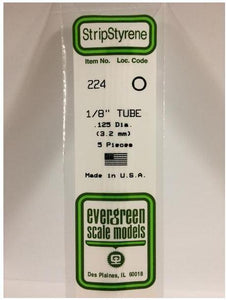 StripStyrene
Item No. Loc. Code
224 O
1/8" TUBE
.125 Dia.
(3.2 mm)
5 Pieces
Made in U.S.A.
evergreen
scale models
Des Plaines, IL 60018